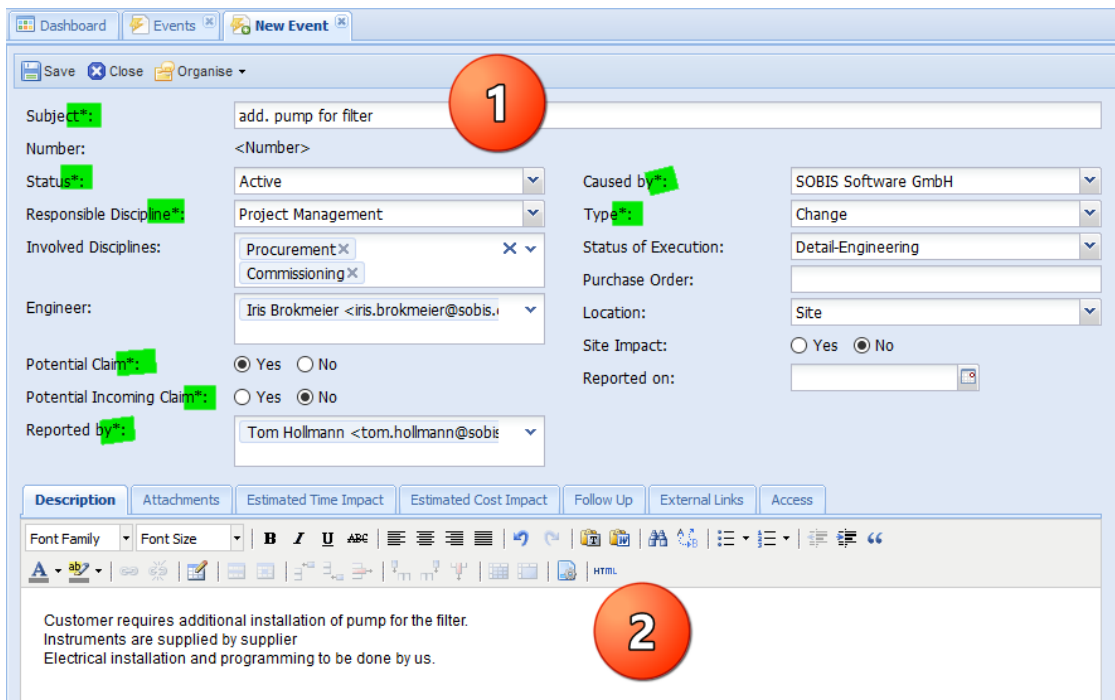 Dashboard Events New Event
Save Close Organise
1
Subject*: add. pump for filter
Number: <Number>
Status*: Active Caused by*: SOBIS Software GmbH
Responsible Discipline*: Project Management Type*: Change
Involved Disciplines: Procurement Status of Execution: Detail-Engineering
Commissioning
Purchase Order:
Engineer: Iris Brokmeier <iris.brokmeier@sobis. Location: Site
Site Impact: Yes No
Potential Claim*: Yes No
Reported on:
Potential Incoming Claim*: Yes No
Reported by*: Tom Hollmann <tom.hollmann@sobis
Description Attachments Estimated Time Impact Estimated Cost Impact Follow Up External Links Access
Font Family Font Size B I U ABC
A ab HTML
Customer requires additional installation of pump for the filter.
Instruments are supplied by supplier
Electrical installation and programming to be done by us.
2